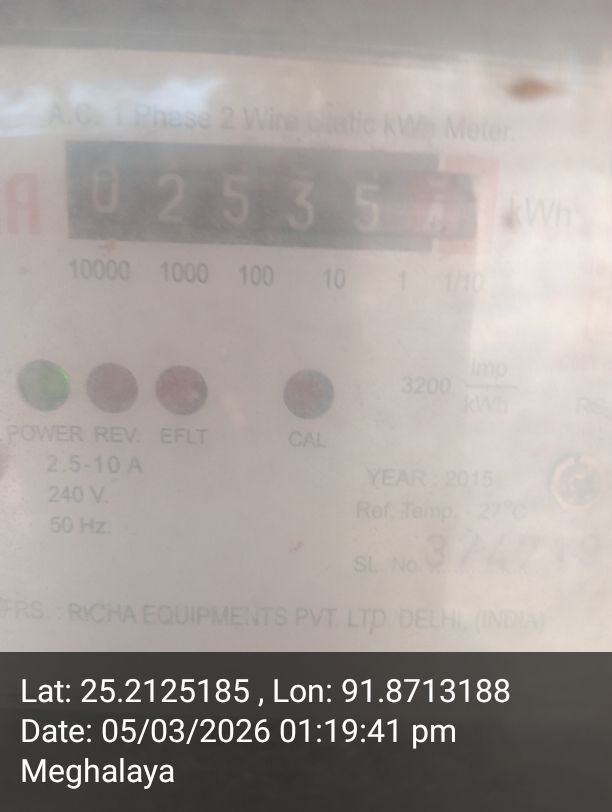 A.C. 1 Phase 2 Wire Static kWh Meter.
0 2 5 3 5
kWh
10000 1000 100 10 1 1/10
3200 Imp
kWh
POWER REV. EFLT CAL
2.5-10 A
240 V.
50 Hz.
YEAR : 2015
Ref. Temp. - 27°C
SL. No.
MFRS. : RICHA EQUIPMENTS PVT. LTD. DELHI, (INDIA)
Lat: 25.2125185 , Lon: 91.8713188
Date: 05/03/2026 01:19:41 pm
Meghalaya